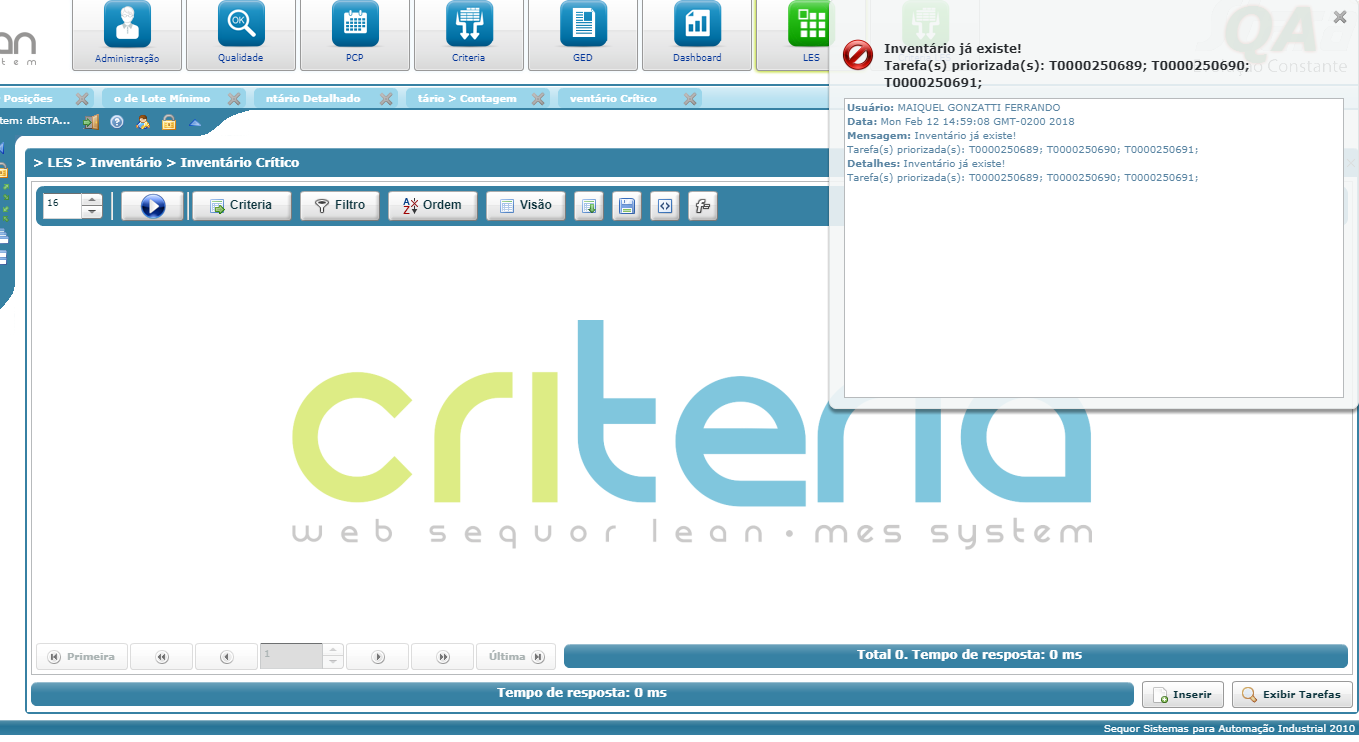 an
tem
Administração
Qualidade
PCP
Criteria
GED
Dashboard
LES
QA
Constante
Inventário já existe!
Tarefa(s) priorizada(s): T0000250689; T0000250690;
T0000250691;
Usuário: MAIQUEL GONZATTI FERRANDO
Data: Mon Feb 12 14:59:08 GMT-0200 2018
Mensagem: Inventário já existe!
Tarefa(s) priorizada(s): T0000250689; T0000250690; T0000250691;
Detalhes: Inventário já existe!
Tarefa(s) priorizada(s): T0000250689; T0000250690; T0000250691;
Posições
o de Lote Mínimo
ntário Detalhado
tário > Contagem
ventário Crítico
tem: dbSTA...
> LES > Inventário > Inventário Crítico
16
Criteria
Filtro
Ordem
Visão
criteria
web sequor lean • mes system
Primeira
1
Última
Total 0. Tempo de resposta: 0 ms
Tempo de resposta: 0 ms
Inserir
Exibir Tarefas
Sequor Sistemas para Automação Industrial 2010